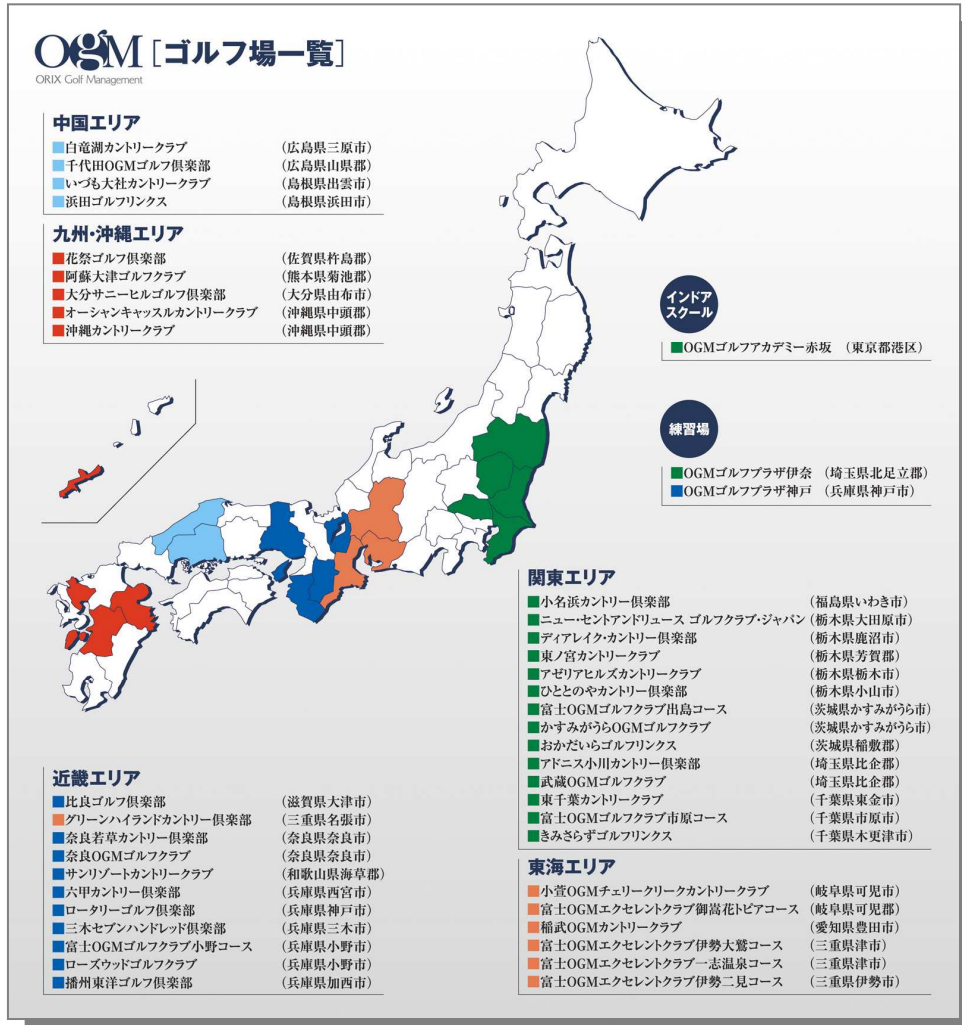 OGM [ゴルフ場一覧]
ORIX Golf Management
中国エリア
白竜湖カントリークラブ (広島県三原市)
千代田OGMゴルフ倶楽部 (広島県山県郡)
いづも大社カントリークラブ (島根県出雲市)
浜田ゴルフリンクス (島根県浜田市)
九州・沖縄エリア
花祭ゴルフ倶楽部 (佐賀県杵島郡)
阿蘇大津ゴルフクラブ (熊本県菊池郡)
大分サニーヒルゴルフ倶楽部 (大分県由布市)
オーシャンキャッスルカントリークラブ (沖縄県中頭郡)
沖縄カントリークラブ (沖縄県中頭郡)
インドア
スクール
OGMゴルフアカデミー赤坂 (東京都港区)
練習場
OGMゴルフプラザ伊奈 (埼玉県北足立郡)
OGMゴルフプラザ神戸 (兵庫県神戸市)
関東エリア
小名浜カントリー倶楽部 (福島県いわき市)
ニュー・セントアンドリュース ゴルフクラブ・ジャパン (栃木県大田原市)
ディアレイク・カントリー倶楽部 (栃木県鹿沼市)
東ノ宮カントリークラブ (栃木県芳賀郡)
アゼリアヒルズカントリークラブ (栃木県栃木市)
ひととのやカントリー倶楽部 (栃木県小山市)
富士OGMゴルフクラブ出島コース (茨城県かすみがうら市)
かすみがうらOGMゴルフクラブ (茨城県かすみがうら市)
おかだいらゴルフリンクス (茨城県稲敷郡)
アドニス小川カントリー倶楽部 (埼玉県比企郡)
武蔵OGMゴルフクラブ (埼玉県比企郡)
東千葉カントリークラブ (千葉県東金市)
富士OGMゴルフクラブ市原コース (千葉県市原市)
きみさらずゴルフリンクス (千葉県木更津市)
近畿エリア
比良ゴルフ倶楽部 (滋賀県大津市)
グリーンハイランドカントリー倶楽部 (三重県名張市)
奈良若草カントリー倶楽部 (奈良県奈良市)
奈良OGMゴルフクラブ (奈良県奈良市)
サンリゾートカントリークラブ (和歌山県海草郡)
六甲カントリー倶楽部 (兵庫県西宮市)
ロータリーゴルフ倶楽部 (兵庫県神戸市)
三木セブンハンドレッド倶楽部 (兵庫県三木市)
富士OGMゴルフクラブ小野コース (兵庫県小野市)
ローズウッドゴルフクラブ (兵庫県小野市)
播州東洋ゴルフ倶楽部 (兵庫県加西市)
東海エリア
小萱OGMチェリークリークカントリークラブ (岐阜県可児市)
富士OGMエクセレントクラブ御嵩花トピアコース (岐阜県可児郡)
稲武OGMカントリークラブ (愛知県豊田市)
富士OGMエクセレントクラブ伊勢大鷲コース (三重県津市)
富士OGMエクセレントクラブ一志温泉コース (三重県津市)
富士OGMエクセレントクラブ伊勢二見コース (三重県伊勢市)